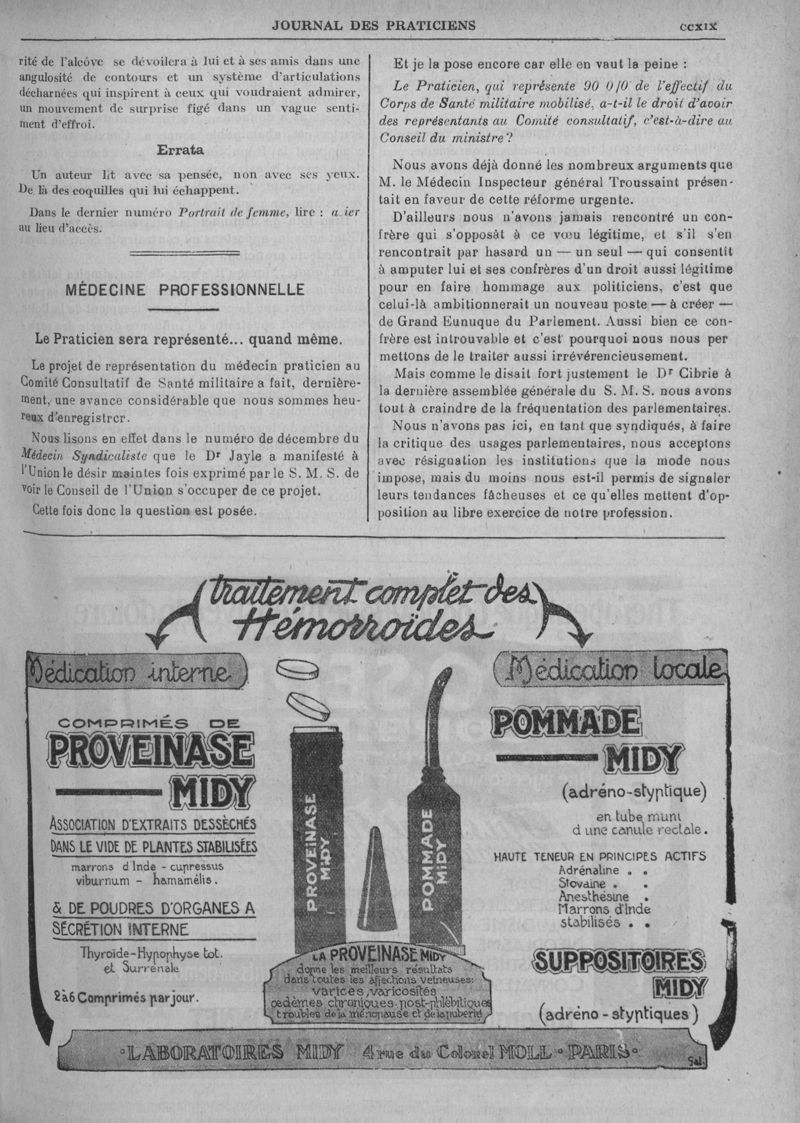 JOURNAL DES PRATICIENS
CCXIX
rité de l'alcôve se dévoilera à lui et à ses amis dans une
angulosité de contours et un système d'articulations
décharnées qui inspirent à ceux qui voudraient admirer,
un mouvement de surprise figé dans un vague senti-
ment d'effroi.
Errata
Un auteur lit avec sa pensée, non avec ses yeux.
De là des coquilles qui lui échappent.
Dans le dernier numéro Portrait de femme, lire :
au lieu d'accès.
MÉDECINE PROFESSIONNELLE
Le Praticien sera représenté... quand même.
Le projet de représentation du médecin praticien au
Comité Consultatif de Santé militaire a fait, dernière-
ment, une avance considérable que nous sommes heu-
reux d'enregistrer.
Nous lisons en effet dans le numéro de décembre du
Médecin Syndicaliste que le Dr Jayle a manifesté à
l'Union le désir maintes fois exprimé par le S. M. S. de
voir le Conseil de l'Union s'occuper de ce projet.
Cette fois donc la question est posée.
Et je la pose encore car elle en vaut la peine :
Le Praticien, qui représente 90 0/0 de l'effectif du
Corps de Santé militaire mobilisé, a-t-il le droit d'avoir
des représentants au Comité consultatif, c'est-à-dire au
Conseil du ministre ?
Nous avons déjà donné les nombreux arguments que
M. le Médecin Inspecteur général Troussaint présen-
tait en faveur de cette réforme urgente.
D'ailleurs nous n'avons jamais rencontré un con-
frère qui s'opposât à ce vœu légitime, et s'il s'en
rencontrait par hasard un — un seul — qui consentît
à amputer lui et ses confrères d'un droit aussi légitime
pour en faire hommage aux politiciens, c'est que
celui-là ambitionnerait un nouveau poste — à créer —
de Grand Eunuque du Parlement. Aussi bien ce con-
frère est introuvable et c'est pourquoi nous nous per
mettons de le traiter aussi irrévérencieusement.
Mais comme le disait fort justement le Dr Cibrie à
la dernière assemblée générale du S. M. S. nous avons
tout à craindre de la fréquentation des parlementaires.
Nous n'avons pas ici, en tant que syndiqués, à faire
la critique des usages parlementaires, nous acceptons
avec résignation les institutions que la mode nous
impose, mais du moins nous est-il permis de signaler
leurs tendances fâcheuses et ce qu'elles mettent d'op-
position au libre exercice de notre profession.
traitement complet des
Hémorroïdes
Médication interne
COMPRIMÉS DE
PROVEINASE
MIDY
ASSOCIATION D'EXTRAITS DESSÈCHÉS
DANS LE VIDE DE PLANTES STABILISÉES
marrons d Inde - cupressus
viburnum - hamamélis.
& DE POUDRES D'ORGANES A
SÉCRÉTION INTERNE
Thyroïde-Hypophyse tot.
et Surrénale
2 à 6 Comprimés par jour.
PROVEINASE MIDY
POMMADE MIDY
LA PROVEINASE MIDY
donne les meilleurs résultats
dans toutes les affections veineuses:
varices, varicosités
œdèmes chroniques post-phlébitiques
troubles de la ménopause et de la puberté
Médication locale
POMMADE
MIDY
(adréno-styptique)
en tube muni
d une canule rectale.
HAUTE TENEUR EN PRINCIPES ACTIFS
Adrénaline . .
Stovaïne . .
Anesthésine .
Marrons d'Inde
stabilisés . .
SUPPOSITOIRES
MIDY
(adréno-styptiques)
LABORATOIRES MIDY 4 rue du Colonel MOLL PARIS